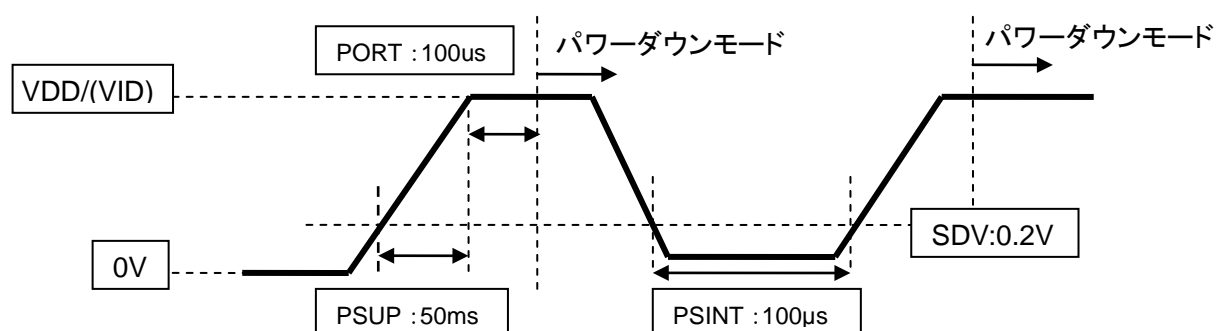 パワーダウンモード
パワーダウンモード
PORT : 100us
VDD/(VID)
SDV:0.2V
0V
PSUP : 50ms
PSINT : 100µs